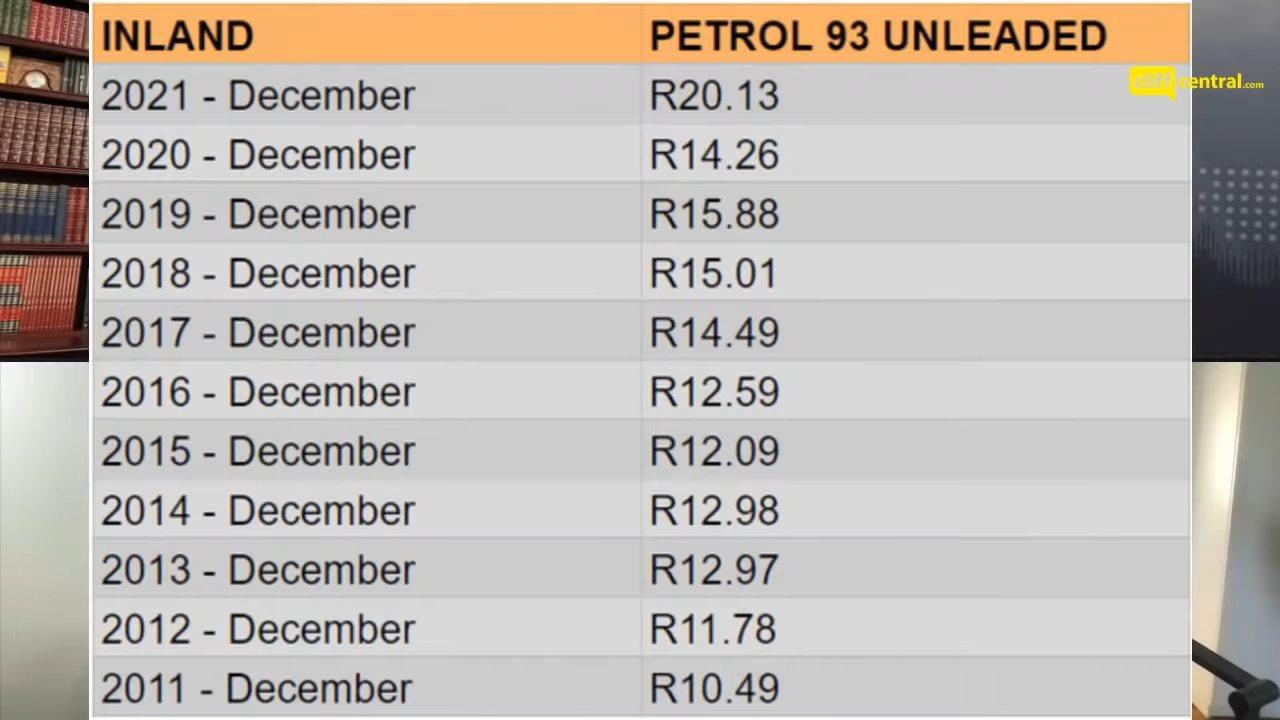 INLAND PETROL 93 UNLEADED
2021 - December R20.13
2020 - December R14.26
2019 - December R15.88
2018 - December R15.01
2017 - December R14.49
2016 - December R12.59
2015 - December R12.09
2014 - December R12.98
2013 - December R12.97
2012 - December R11.78
2011 - December R10.49
cliffcentral.com